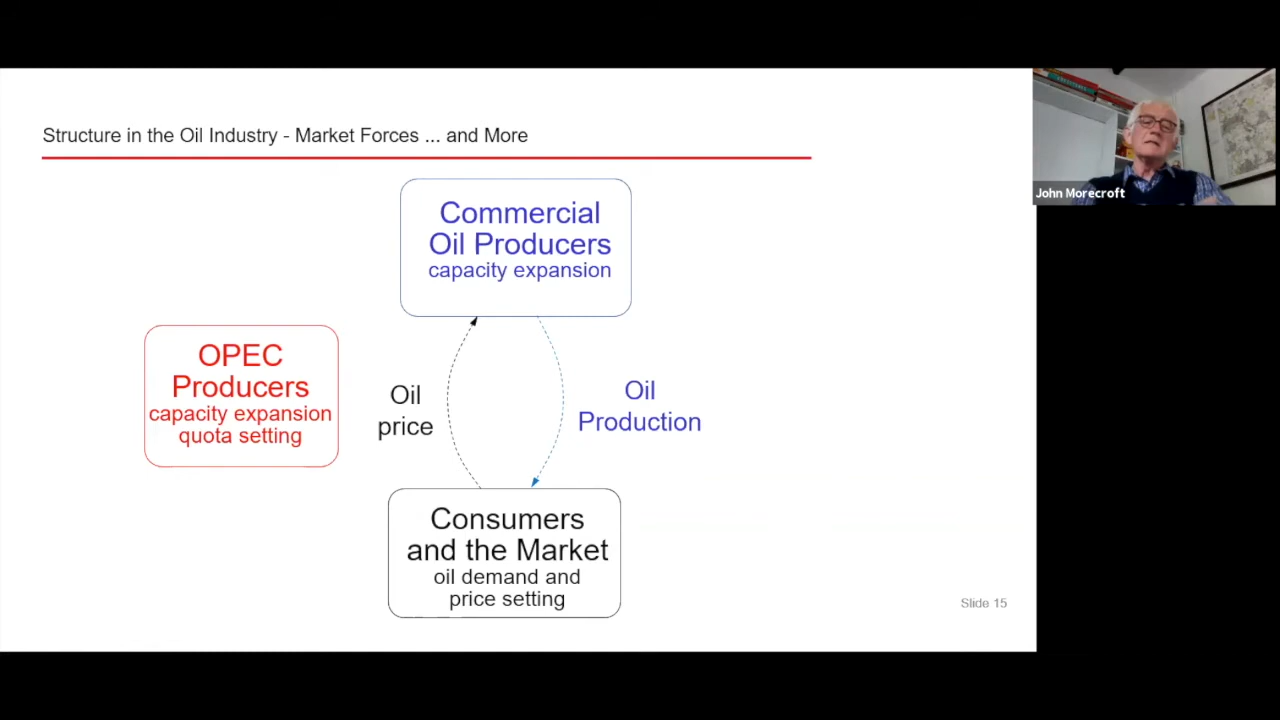 Structure in the Oil Industry - Market Forces ... and More
Commercial
Oil Producers
capacity expansion
OPEC
Producers
capacity expansion
quota setting
Oil
price
Oil
Production
Consumers
and the Market
oil demand and
price setting
Slide 15
John Morecroft